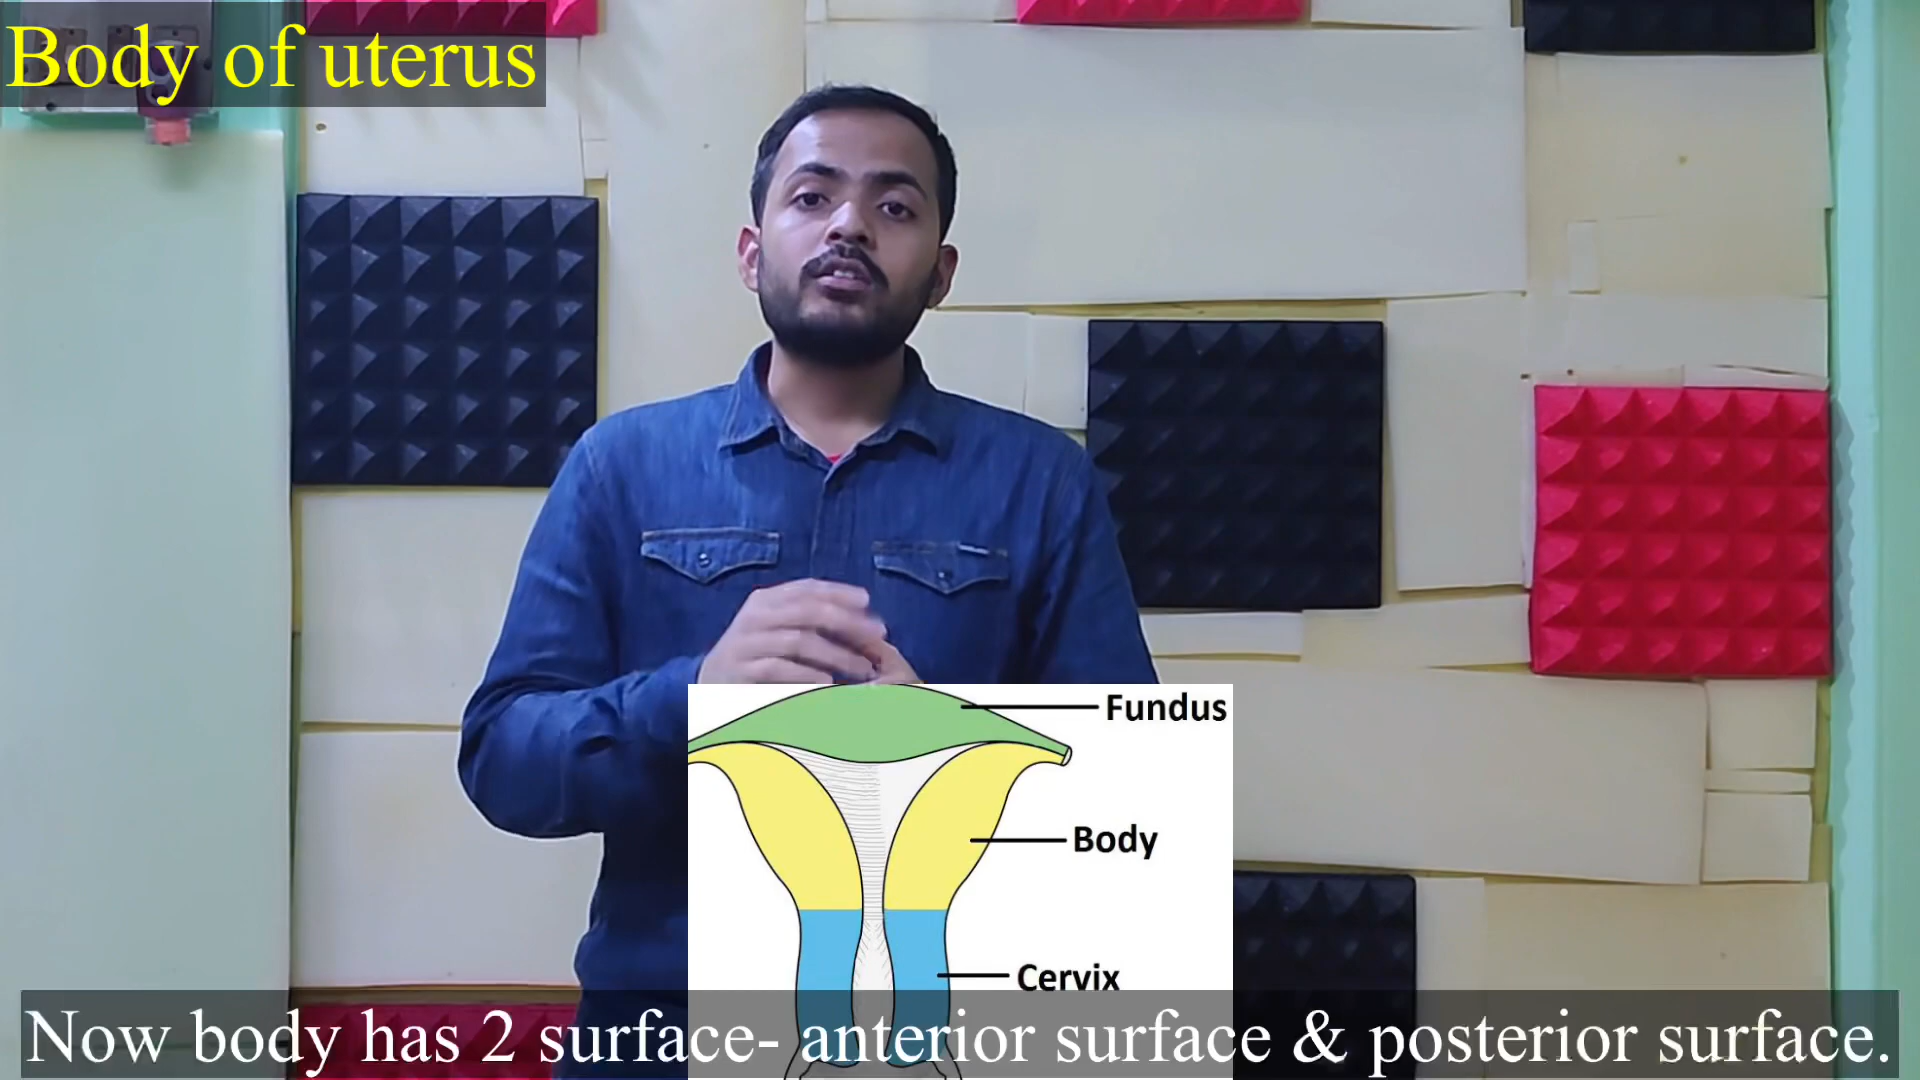 Body of uterus
Fundus
Body
Cervix
Now body has 2 surface- anterior surface & posterior surface.